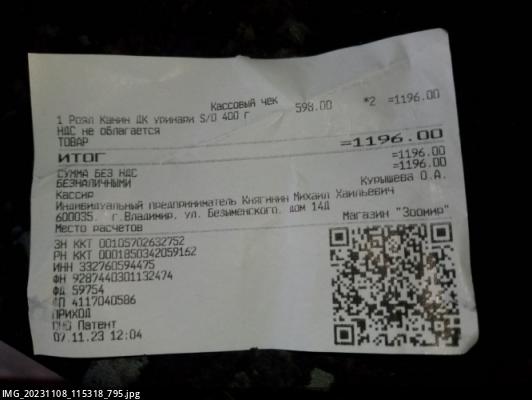 Кассовый чек
1 Роял Канин ДК уринари S/O 400 г 598.00 *2 =1196.00
НДС не облагается
ТОВАР
ИТОГ =1196.00
СУММА БЕЗ НДС =1196.00
БЕЗНАЛИЧНЫМИ =1196.00
Кассир Курышева О.А.
Индивидуальный предприниматель Княгинин Михаил Хаильевич
600035. г.Владимир, ул. Безыменского, дом 14Д
Место расчетов Магазин "Зоомир"
ЗН ККТ 00105702632752
РН ККТ 0001850342059162
ИНН 332760594475
ФН 9287440301132474
ФД 59754
ФП 4117040586
ПРИХОД
СНО Патент
07.11.23 12:04
IMG_20231108_115318_795.jpg